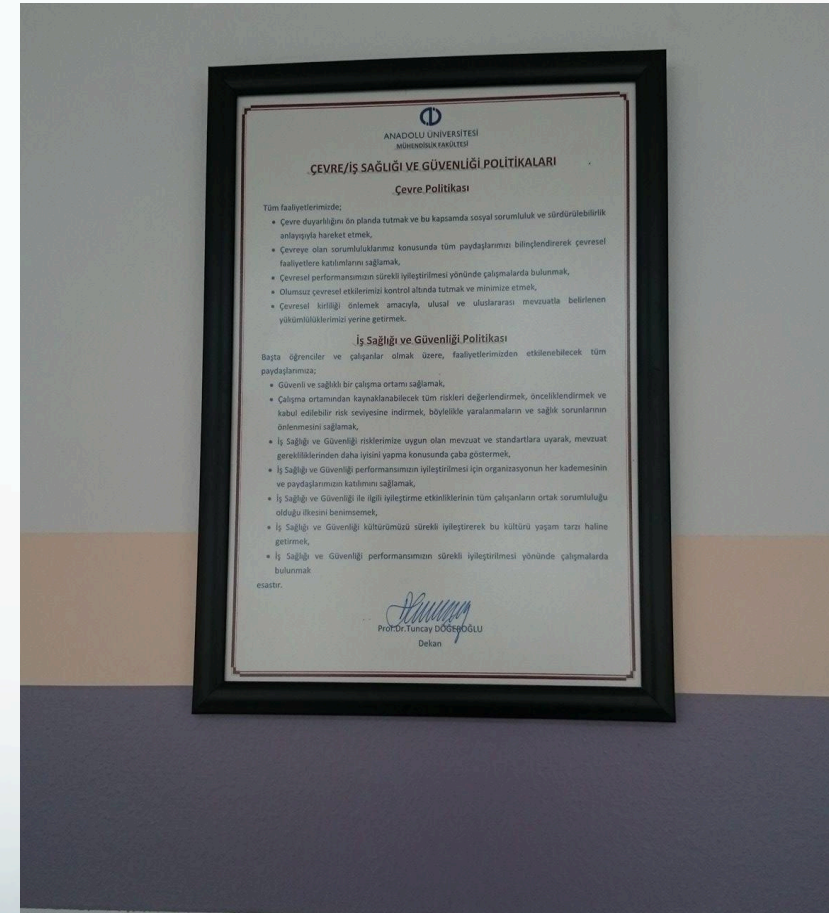 ANADOLU ÜNİVERSİTESİ
MÜHENDİSLİK FAKÜLTESİ
ÇEVRE/İŞ SAĞLIĞI VE GÜVENLİĞİ POLİTİKALARI
Çevre Politikası
Tüm faaliyetlerimizde;
• Çevre duyarlılığını ön planda tutmak ve bu kapsamda sosyal sorumluluk ve sürdürülebilirlik
anlayışıyla hareket etmek,
• Çevreye olan sorumluluklarımız konusunda tüm paydaşlarımızı bilinçlendirerek çevresel
faaliyetlere katılımlarını sağlamak,
• Çevresel performansımızın sürekli iyileştirilmesi yönünde çalışmalarda bulunmak,
• Olumsuz çevresel etkilerimizi kontrol altında tutmak ve minimize etmek,
• Çevresel kirliliği önlemek amacıyla, ulusal ve uluslararası mevzuatla belirlenen
yükümlülüklerimizi yerine getirmek.
İş Sağlığı ve Güvenliği Politikası
Başta öğrenciler ve çalışanlar olmak üzere, faaliyetlerimizden etkilenebilecek tüm
paydaşlarımıza;
• Güvenli ve sağlıklı bir çalışma ortamı sağlamak,
• Çalışma ortamından kaynaklanabilecek tüm riskleri değerlendirmek, önceliklendirmek ve
kabul edilebilir risk seviyesine indirmek, böylelikle yaralanmaların ve sağlık sorunlarının
önlenmesini sağlamak,
• İş Sağlığı ve Güvenliği risklerimize uygun olan mevzuat ve standartlara uyarak, mevzuat
gerekliliklerinden daha iyisini yapma konusunda çaba göstermek,
• İş Sağlığı ve Güvenliği performansımızın iyileştirilmesi için organizasyonun her kademesinin
ve paydaşlarımızın katılımını sağlamak,
• İş Sağlığı ve Güvenliği ile ilgili iyileştirme etkinliklerinin tüm çalışanların ortak sorumluluğu
olduğu ilkesini benimsemek,
• İş Sağlığı ve Güvenliği kültürümüzü sürekli iyileştirerek bu kültürü yaşam tarzı haline
getirmek,
• İş Sağlığı ve Güvenliği performansımızın sürekli iyileştirilmesi yönünde çalışmalarda
bulunmak
esastır.
Prof.Dr.Tuncay DÖĞEROĞLU
Dekan